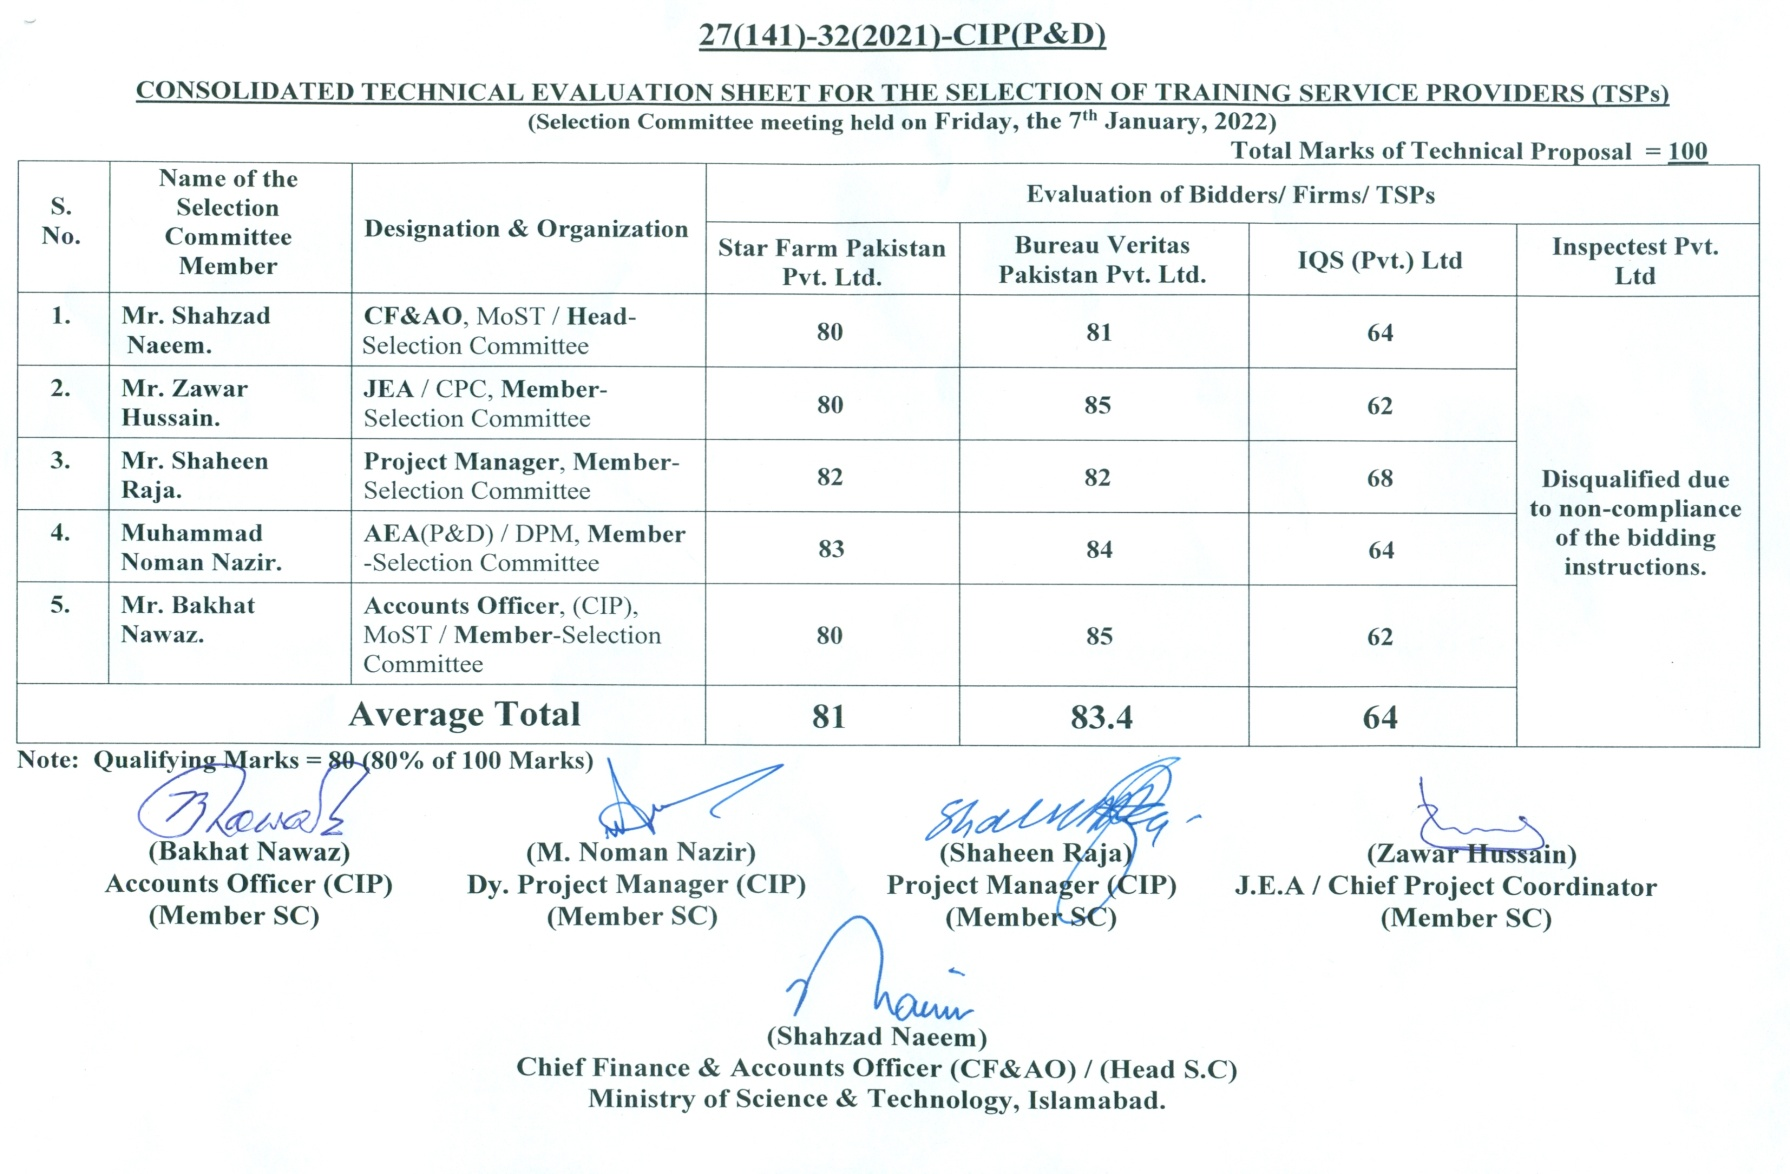 27(141)-32(2021)-CIP(P&D)
CONSOLIDATED TECHNICAL EVALUATION SHEET FOR THE SELECTION OF TRAINING SERVICE PROVIDERS (TSPs)
(Selection Committee meeting held on Friday, the 7th January, 2022)
Total Marks of Technical Proposal = 100
S.
No.
Name of the
Selection
Committee
Member
Designation & Organization
Evaluation of Bidders/ Firms/ TSPs
Star Farm Pakistan
Pvt. Ltd.
Bureau Veritas
Pakistan Pvt. Ltd.
IQS (Pvt.) Ltd
Inspectest Pvt.
Ltd
1.
Mr. Shahzad
Naeem.
CF&AO, MoST / Head-
Selection Committee
80
81
64
2.
Mr. Zawar
Hussain.
JEA / CPC, Member-
Selection Committee
80
85
62
3.
Mr. Shaheen
Raja.
Project Manager, Member-
Selection Committee
82
82
68
4.
Muhammad
Noman Nazir.
AEA(P&D) / DPM, Member
-Selection Committee
83
84
64
5.
Mr. Bakhat
Nawaz.
Accounts Officer, (CIP),
MoST / Member-Selection
Committee
80
85
62
Disqualified due
to non-compliance
of the bidding
instructions.
Average Total
81
83.4
64
Note: Qualifying Marks = 80 (80% of 100 Marks)
(Bakhat Nawaz)
Accounts Officer (CIP)
(Member SC)
(M. Noman Nazir)
Dy. Project Manager (CIP)
(Member SC)
(Shaheen Raja)
Project Manager (CIP)
(Member SC)
(Zawar Hussain)
J.E.A / Chief Project Coordinator
(Member SC)
(Shahzad Naeem)
Chief Finance & Accounts Officer (CF&AO) / (Head S.C)
Ministry of Science & Technology, Islamabad.